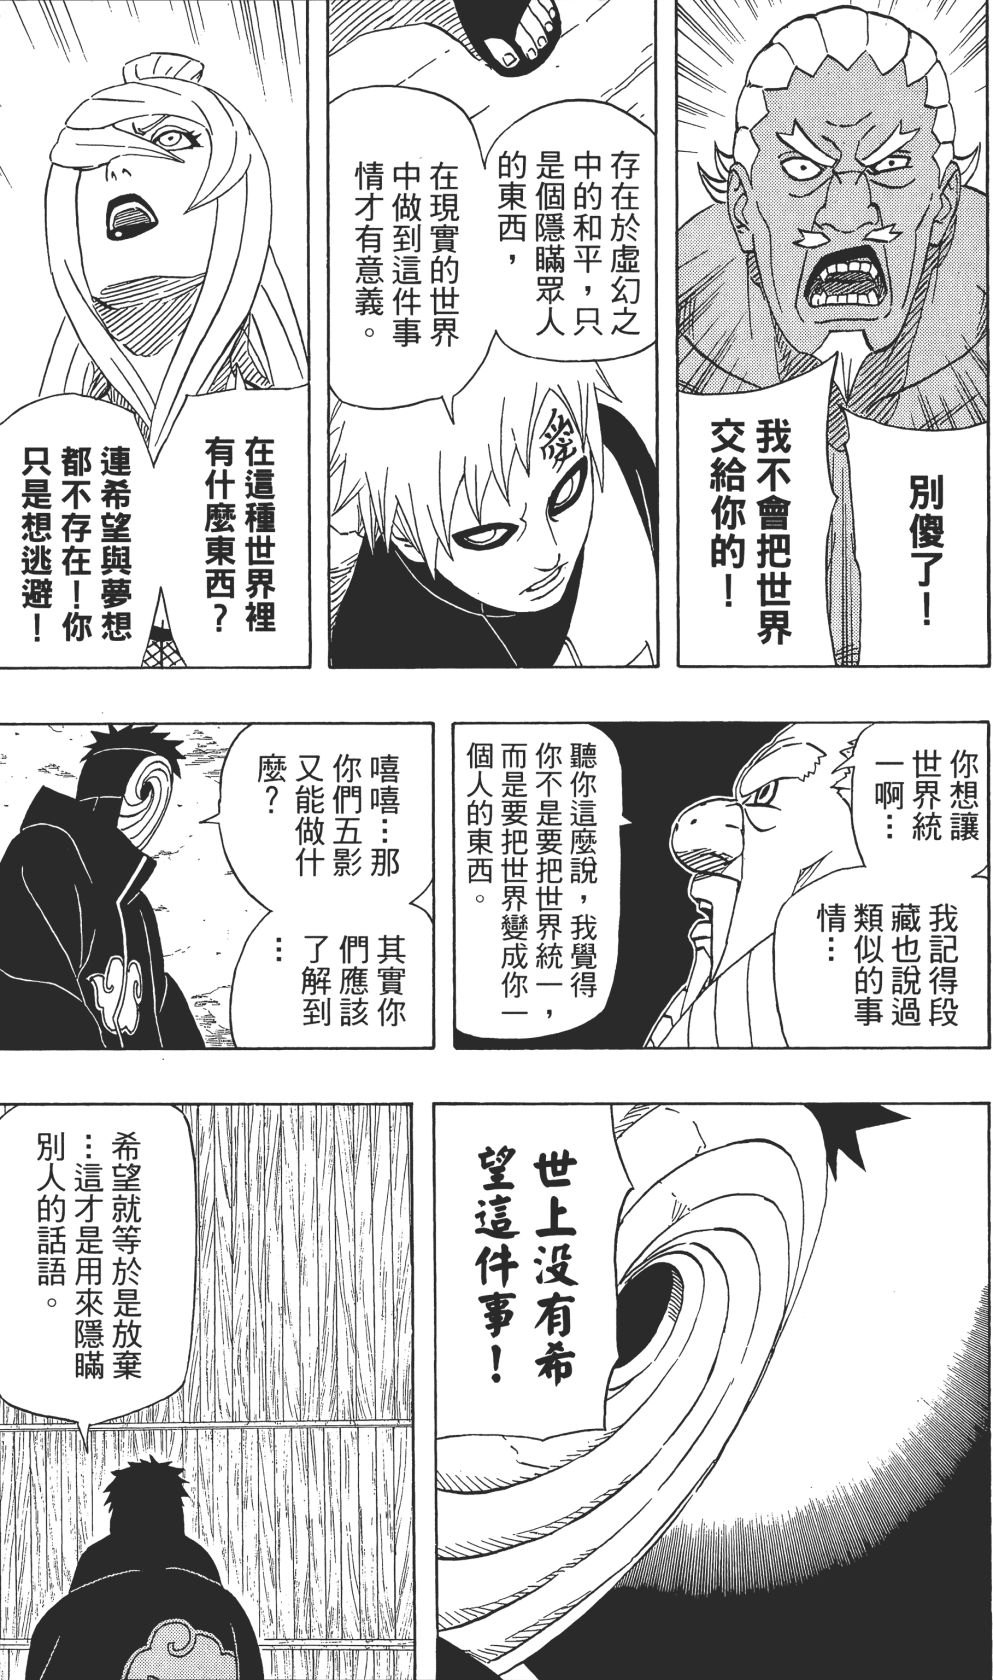 別傻了！
我不會把世界
交給你的！
存在於虛幻之
中的和平，只
是個隱瞞眾人
的東西，
在現實的世界
中做到這件事
情才有意義。
愛
在這種世界裡
有什麼東西？
連希望與夢想
都不存在！你
只是想逃避！
你想讓
世界統
一啊…
我記得段
藏也說過
類似的事
情…
聽你這麼說，我覺得
你不是要把世界統一，
而是要把世界變成你一
個人的東西。
嘻嘻…那
你們五影
又能做什
麼？
其實你
們應該
了解到
…
世上没有希
望這件事！
希望就等於是放棄
…這才是用來隱瞞
別人的話語。